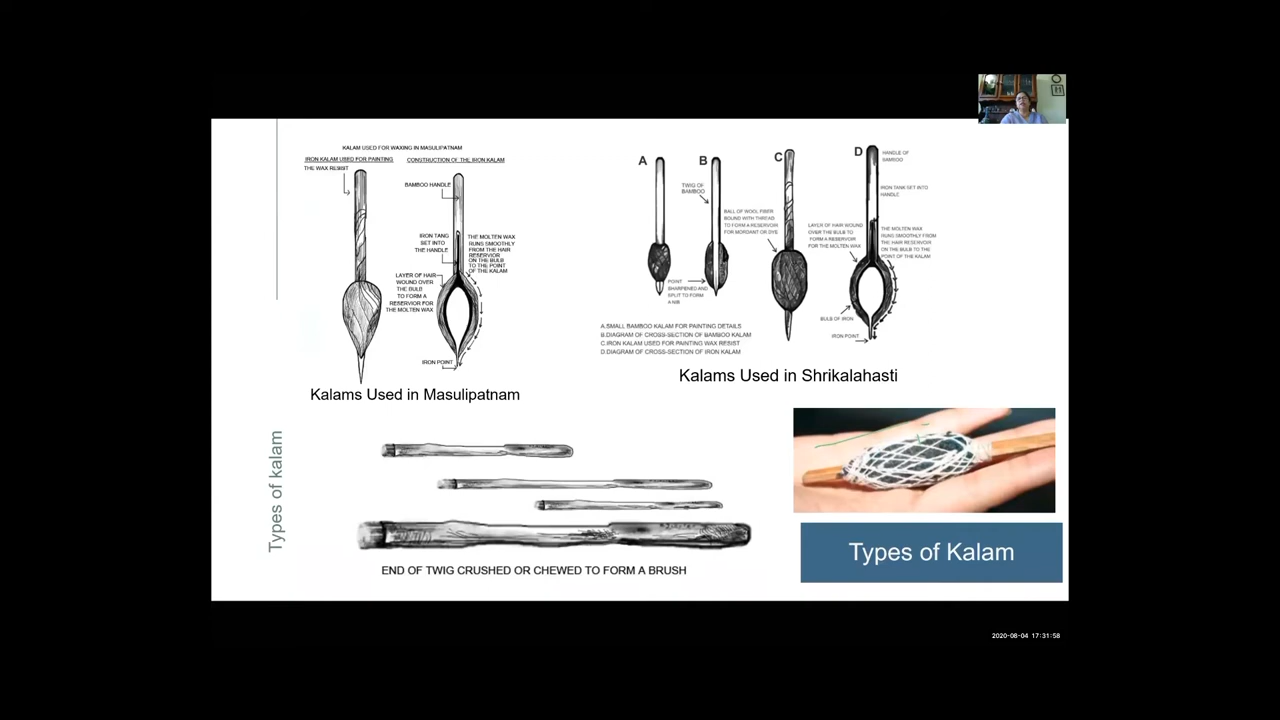 KALAM USED FOR WAXING IN MASULIPATNAM
IRON KALAM USED FOR PAINTING
THE WAX RESIST
CONSTRUCTION OF THE IRON KALAM
BAMBOO HANDLE
IRON TANG
SET INTO
THE HANDLE
THE MOLTEN WAX
RUNS SMOOTHLY
FROM THE HAIR
RESERVIOR
ON THE BULB
TO THE POINT
OF THE KALAM
LAYER OF HAIR
WOUND OVER
THE BULB
TO FORM A
RESERVOIR FOR
THE MOLTEN WAX
IRON POINT
Kalams Used in Masulipatnam
A
B
C
D
TWIG OF
BAMBOO
POINT
SHARPENED AND
SPLIT TO FORM
A NIB
BALL OF WOOL FIBER
BOUND WITH THREAD
TO FORM A RESERVOIR
FOR MORDANT OR DYE
HANDLE OF
BAMBOO
IRON TANK SET INTO
HANDLE
LAYER OF HAIR WOUND
OVER THE BULB TO
FORM A RESERVOIR
FOR THE MOLTEN WAX
THE MOLTEN WAX
RUNS SMOOTHLY FROM
THE HAIR RESERVOIR
ON THE BULB TO THE
POINT OF THE KALAM
BULB OF IRON
IRON POINT
A.SMALL BAMBOO KALAM FOR PAINTING DETAILS
B.DIAGRAM OF CROSS-SECTION OF BAMBOO KALAM
C.IRON KALAM USED FOR PAINTING WAX RESIST
D.DIAGRAM OF CROSS-SECTION OF IRON KALAM
Kalams Used in Shrikalahasti
Types of kalam
END OF TWIG CRUSHED OR CHEWED TO FORM A BRUSH
Types of Kalam
2020-08-04 17:31:58